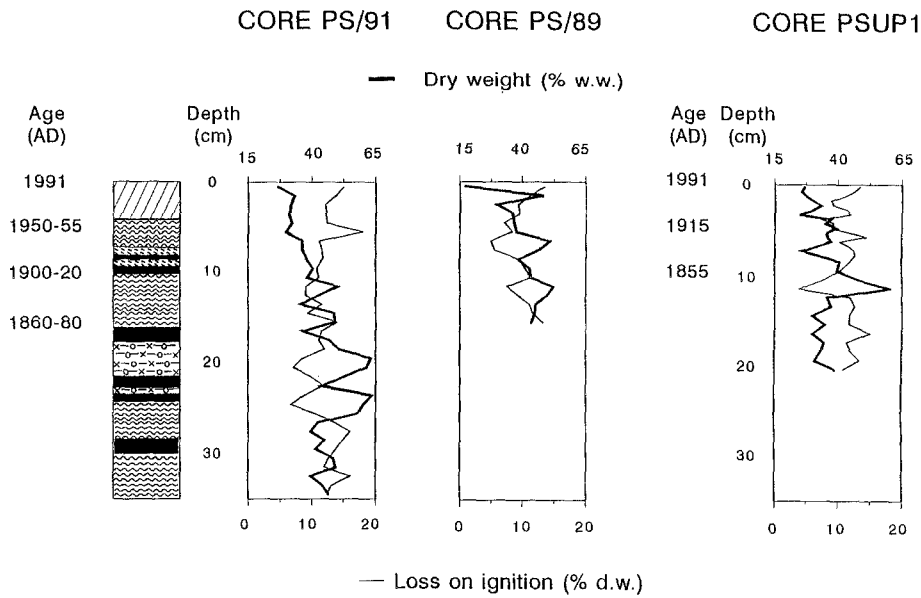 CORE PS/91 CORE PS/89 CORE PSUP1
Dry weight (% w.w.)
Age (AD) Depth (cm) Age (AD) Depth (cm)
15 40 65 15 40 65 15 40 65
1991 0 1991 0
1950-55 1915
1900-20 10 1855 10
1860-80
20 20
30 30
0 10 20 0 10 20 0 10 20
Loss on ignition (% d.w.)